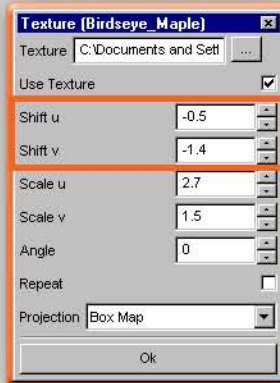 Texture (Birdseye_Maple)
Texture C:\Documents and Sett ...
Use Texture
Shift u -0.5
Shift v -1.4
Scale u 2.7
Scale v 1.5
Angle 0
Repeat
Projection Box Map
Ok